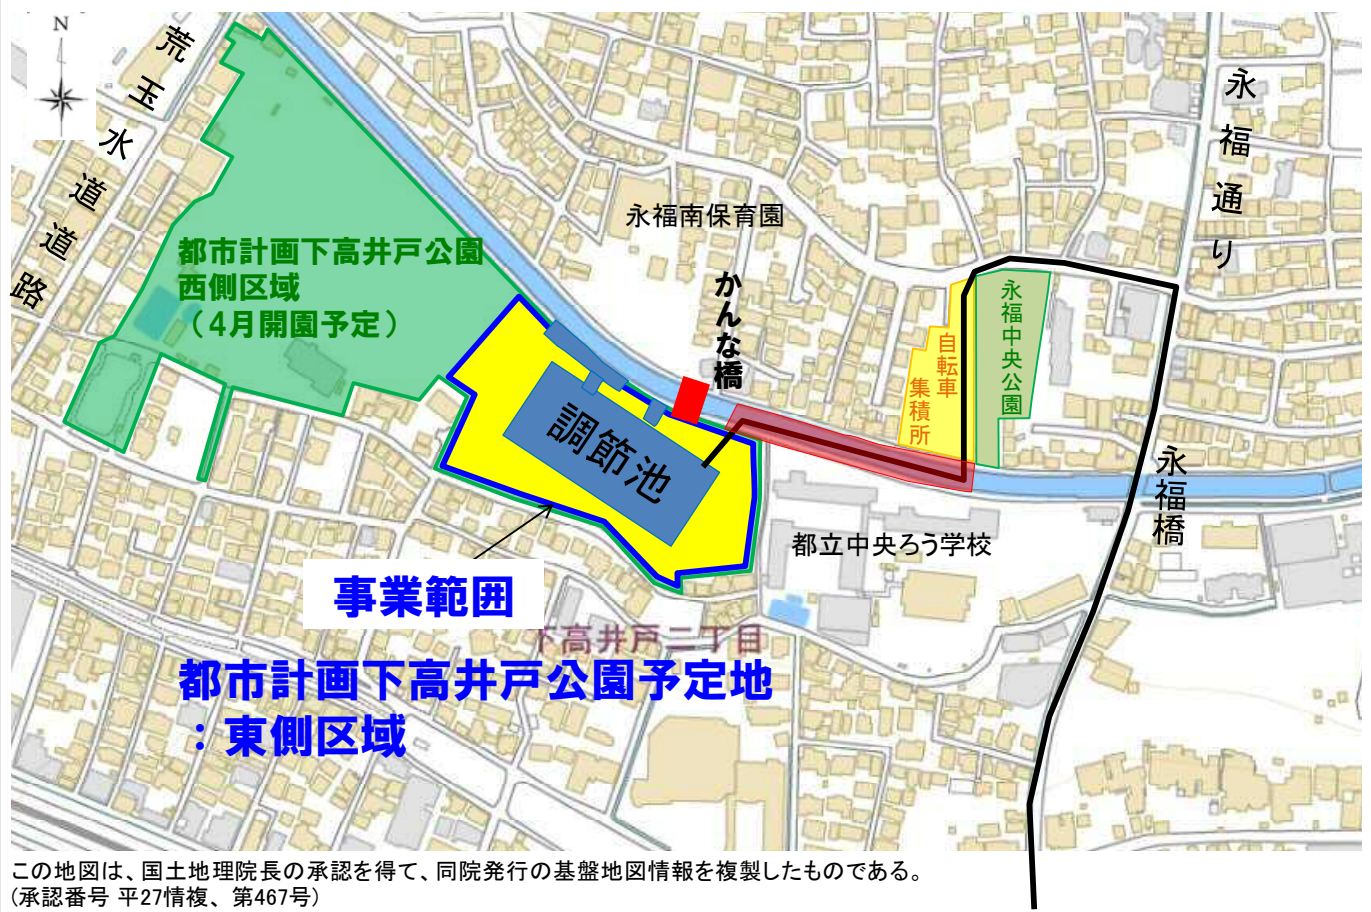 N
荒玉水道道路
永福通り
永福南保育園
都市計画下高井戸公園
西側区域
（4月開園予定）
かんな橋
永福中央公園
自転車
集積所
調節池
永福橋
都立中央ろう学校
事業範囲
下高井戸二丁目
都市計画下高井戸公園予定地
：東側区域
この地図は、国土地理院長の承認を得て、同院発行の基盤地図情報を複製したものである。
(承認番号 平27情複、第467号)